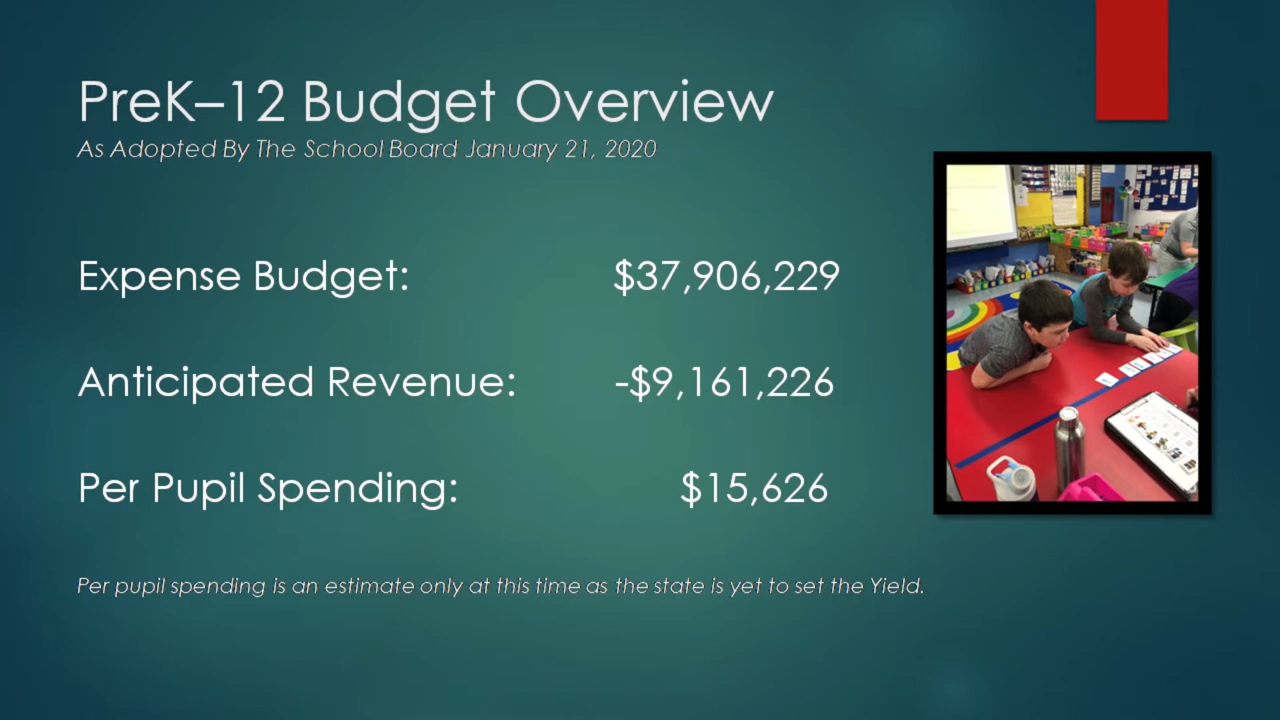 PreK–12 Budget Overview
As Adopted By The School Board January 21, 2020
Expense Budget: $37,906,229
Anticipated Revenue: -$9,161,226
Per Pupil Spending: $15,626
Per pupil spending is an estimate only at this time as the state is yet to set the Yield.